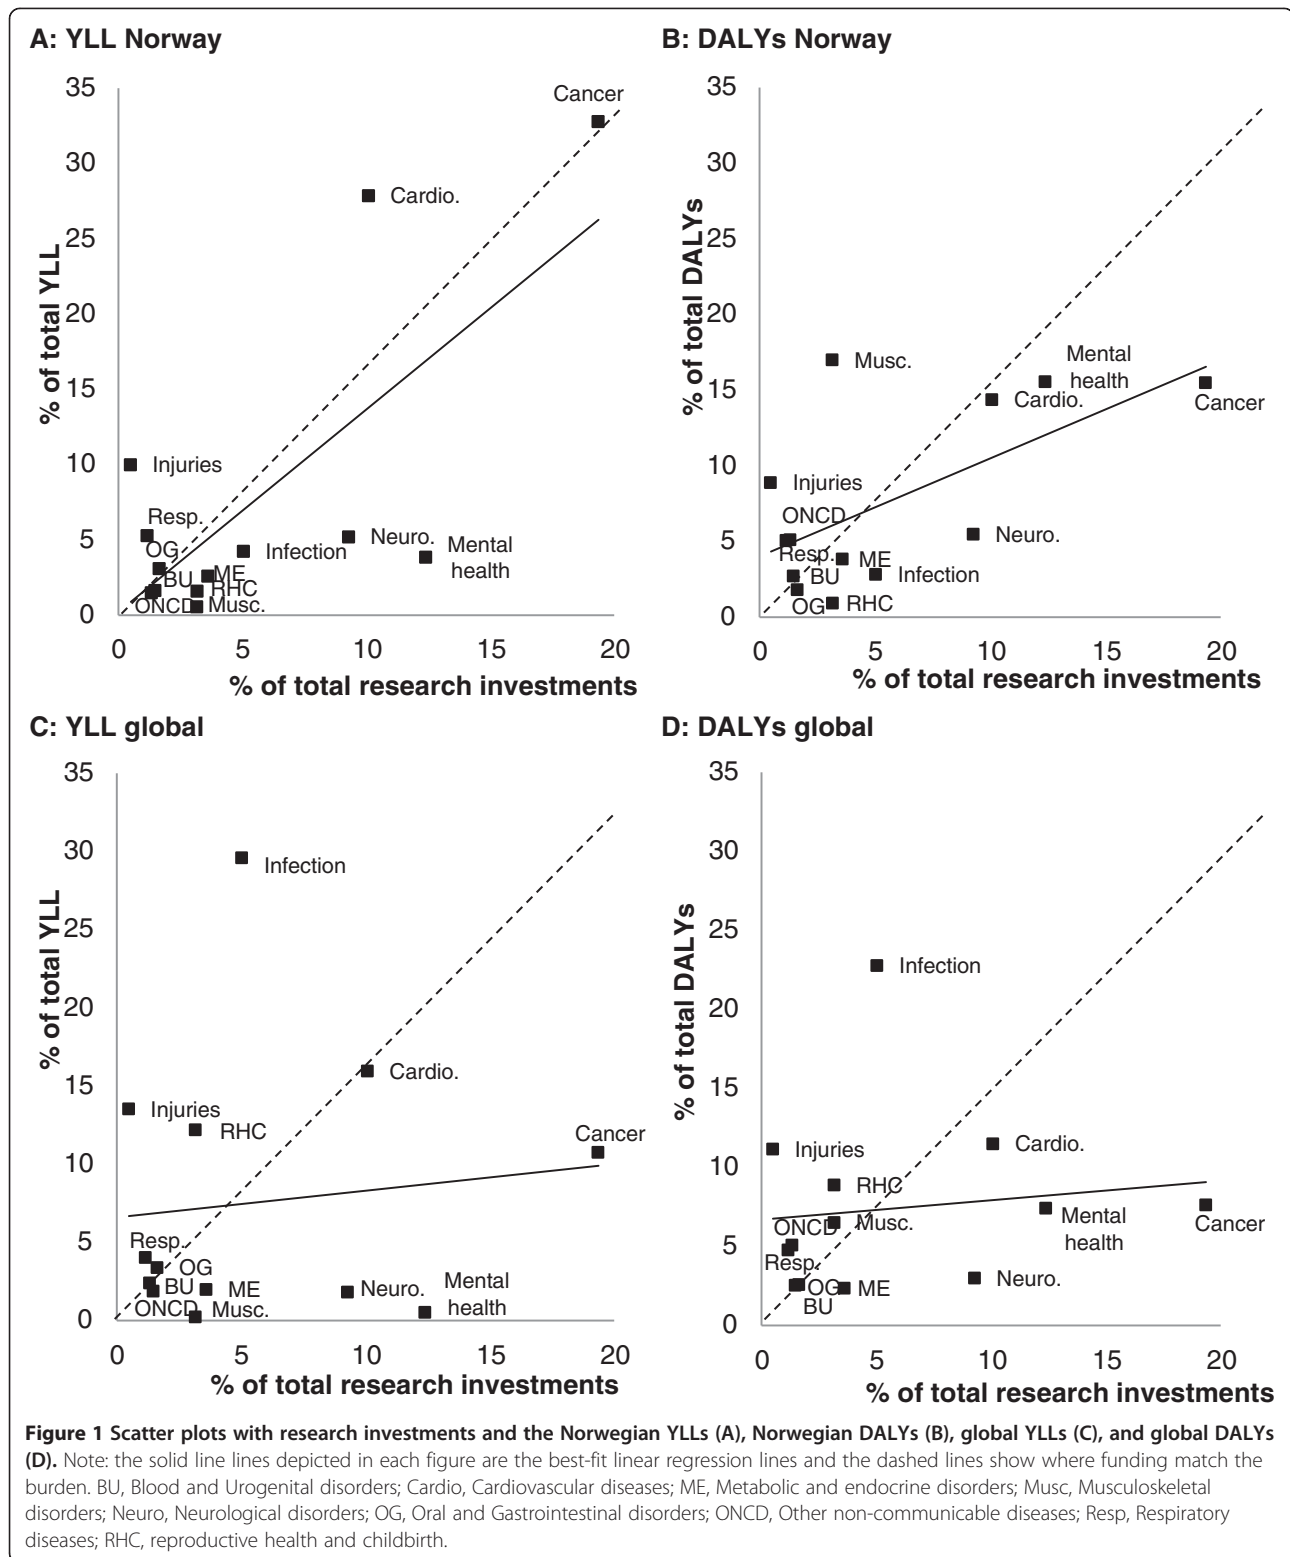 A: YLL Norway
35
30
25
20
15
10
5
0
% of total YLL
Cancer
Cardio.
Injuries
Resp.
OG
BU
ONCD
Infection
ME
RHC
Musc.
Neuro.
Mental
health
0 5 10 15 20
% of total research investments
B: DALYs Norway
35
30
25
20
15
10
5
0
% of total DALYs
Musc.
Mental
health
Cardio.
Cancer
Injuries
ONCD
Resp.
BU
OG
ME
RHC
Infection
Neuro.
0 5 10 15 20
% of total research investments
C: YLL global
35
30
25
20
15
10
5
0
% of total YLL
Infection
Cardio.
Injuries
RHC
Cancer
Resp.
OG
BU
ONCD
ME
Musc.
Neuro.
Mental
health
0 5 10 15 20
% of total research investments
D: DALYs global
35
30
25
20
15
10
5
0
% of total DALYs
Infection
Injuries
Cardio.
RHC
Musc.
ONCD
Resp.
OG
BU
ME
Mental
health
Cancer
Neuro.
0 5 10 15 20
% of total research investments
Figure 1 Scatter plots with research investments and the Norwegian YLLs (A), Norwegian DALYs (B), global YLLs (C), and global DALYs
(D). Note: the solid line lines depicted in each figure are the best-fit linear regression lines and the dashed lines show where funding match the
burden. BU, Blood and Urogenital disorders; Cardio, Cardiovascular diseases; ME, Metabolic and endocrine disorders; Musc, Musculoskeletal
disorders; Neuro, Neurological disorders; OG, Oral and Gastrointestinal disorders; ONCD, Other non-communicable diseases; Resp, Respiratory
diseases; RHC, reproductive health and childbirth.